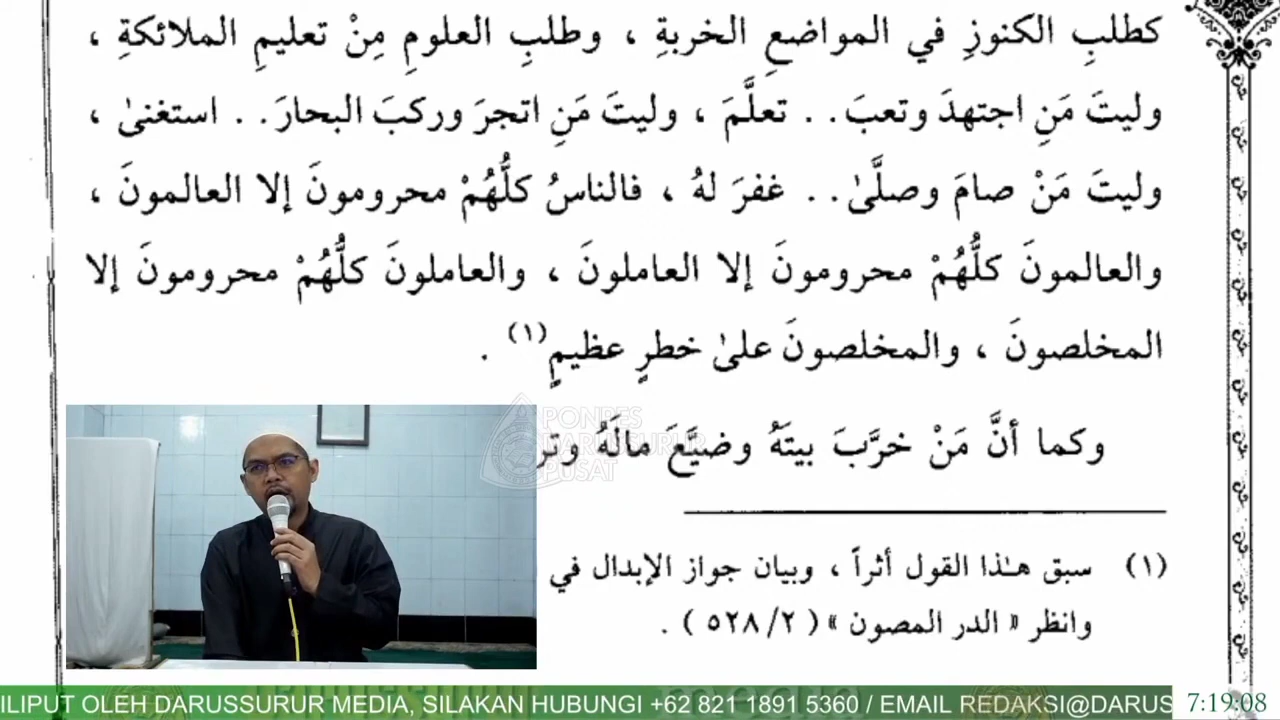 كطلبِ الكنوزِ في المواضعِ الخربةِ ، وطلبِ العلومِ مِنْ تعليمِ الملائكةِ ،
وليتَ مَنِ اجتهدَ وتعبَ. . تعلَّمَ ، وليتَ مَنِ اتجرَ وركبَ البحارَ. . استغنىٰ ،
وليتَ مَنْ صامَ وصلَّىٰ. . غفرَ لهُ ، فالناسُ كلُّهُمْ محرومونَ إلا العالمونَ ،
والعالمونَ كلُّهُمْ محرومونَ إلا العاملونَ ، والعاملونَ كلُّهُمْ محرومونَ إلا
المخلصونَ ، والمخلصونَ علىٰ خطرٍ عظيمٍ(١) .
وكما أنَّ مَنْ خرَّبَ بيتَهُ وضيَّعَ مالَهُ
PONPES
DARUSSURUR
PUSAT
(١) سبق هـٰذا القول أثراً ، وبيان جواز الإبدال في
وانظر « الدر المصون » ( ٥٢٨/٢ ) .
ILIPUT OLEH DARUSSURUR MEDIA, SILAKAN HUBUNGI +62 821 1891 5360 / EMAIL REDAKSI@DARUS
7:19:08